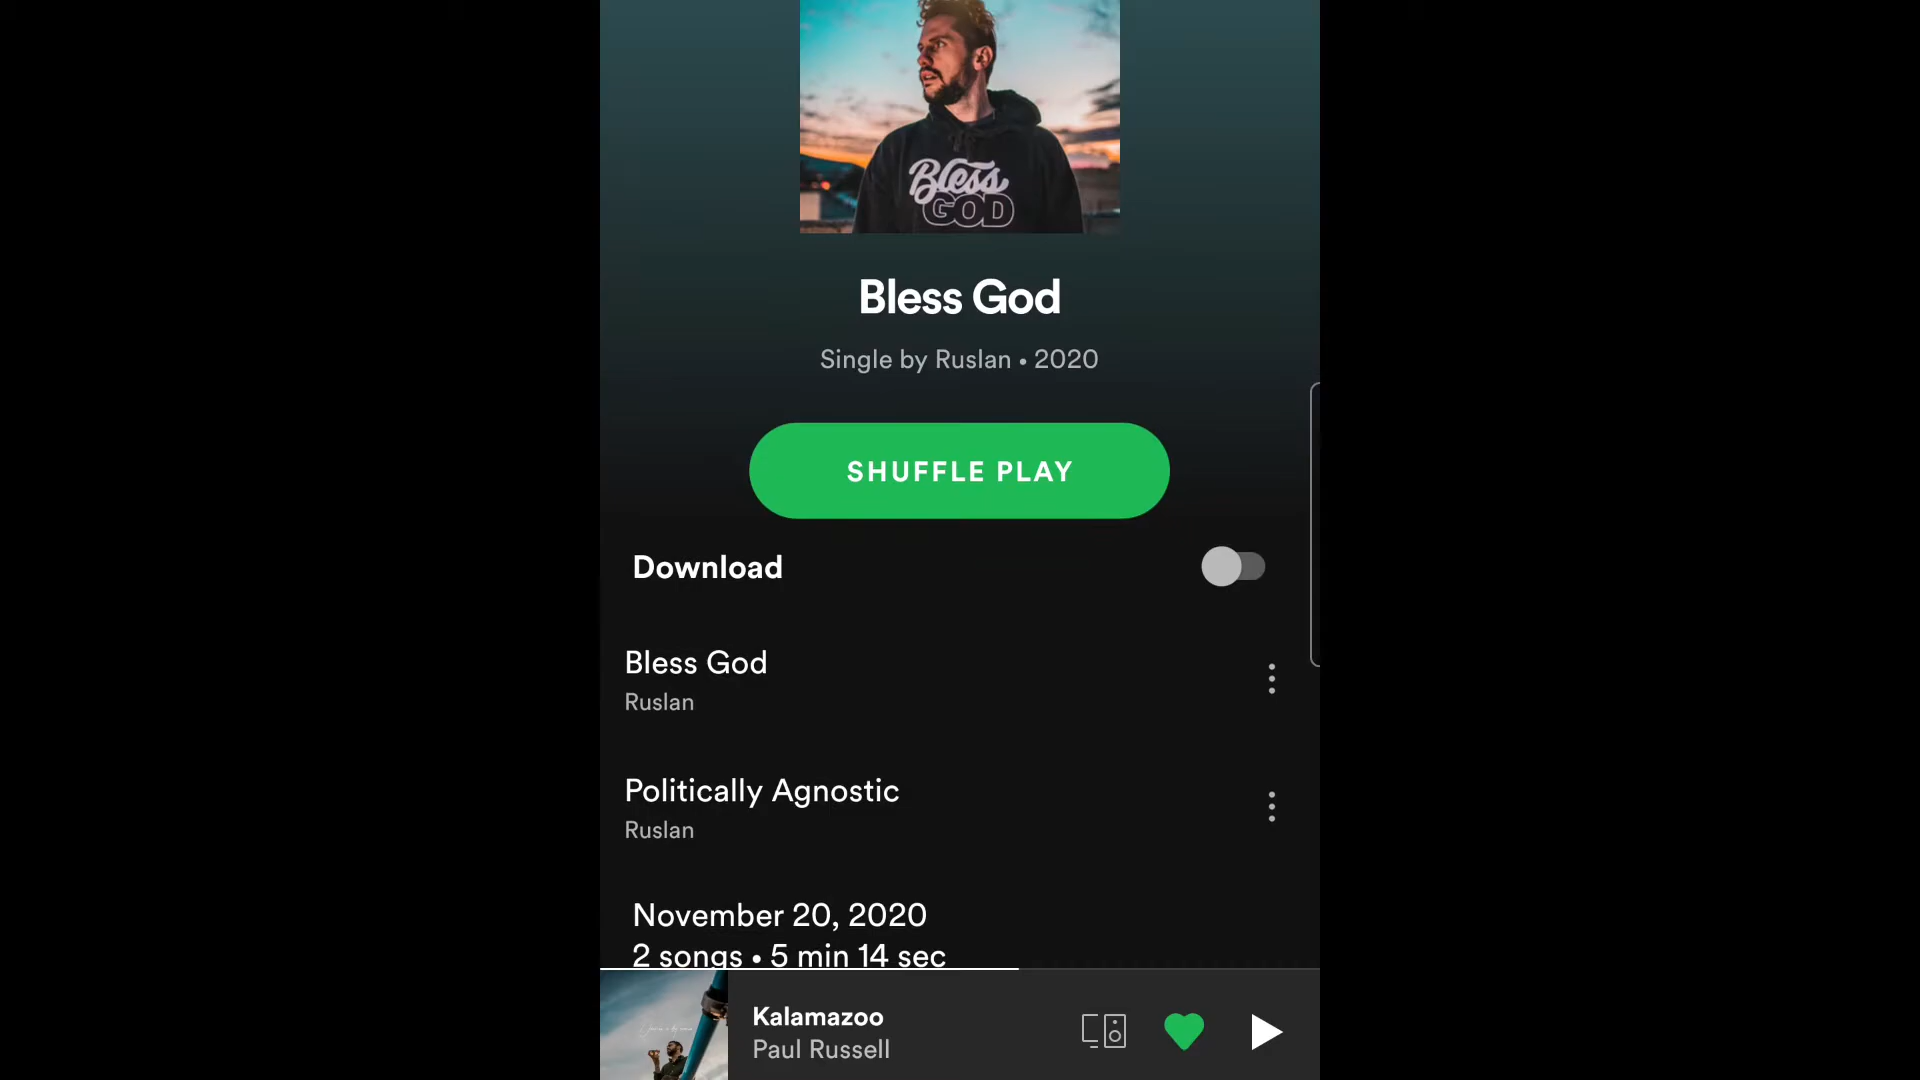 Bless
GOD
Bless God
Single by Ruslan • 2020
SHUFFLE PLAY
Download
Bless God
Ruslan
Politically Agnostic
Ruslan
November 20, 2020
2 songs • 5 min 14 sec
Kalamazoo
Paul Russell